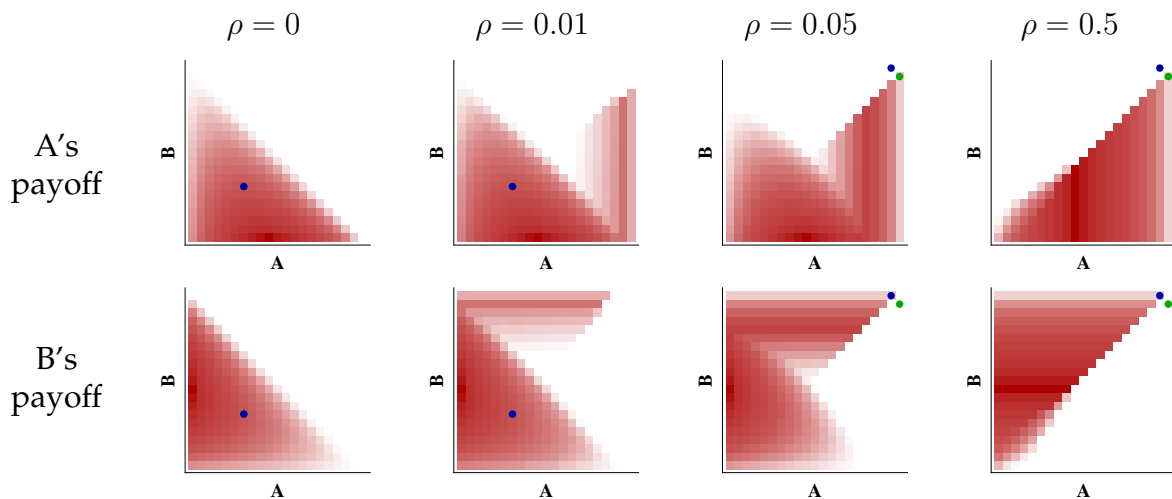 ρ = 0 ρ = 0.01 ρ = 0.05 ρ = 0.5
A's
payoff
B B B B
A A A A
B's
payoff
B B B B
A A A A